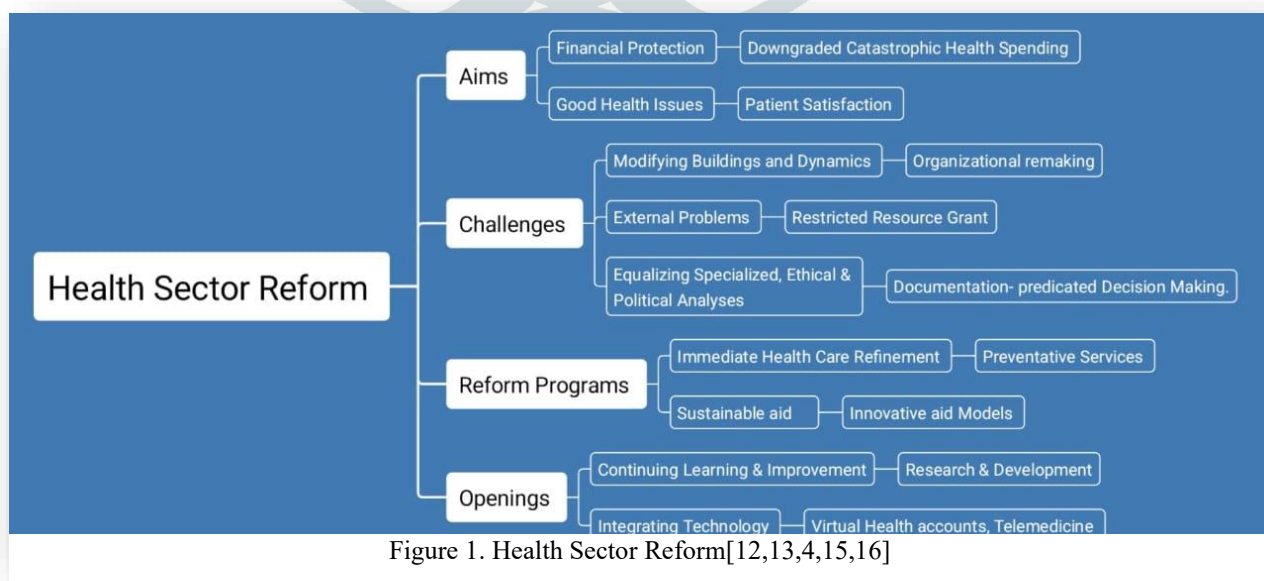 Health Sector Reform
Aims
Financial Protection
Downgraded Catastrophic Health Spending
Good Health Issues
Patient Satisfaction
Challenges
Modifying Buildings and Dynamics
Organizational remaking
External Problems
Restricted Resource Grant
Equalizing Specialized, Ethical &
Political Analyses
Documentation- predicated Decision Making.
Reform Programs
Immediate Health Care Refinement
Preventative Services
Sustainable aid
Innovative aid Models
Openings
Continuing Learning & Improvement
Research & Development
Integrating Technology
Virtual Health accounts, Telemedicine
Figure 1. Health Sector Reform[12,13,4,15,16]